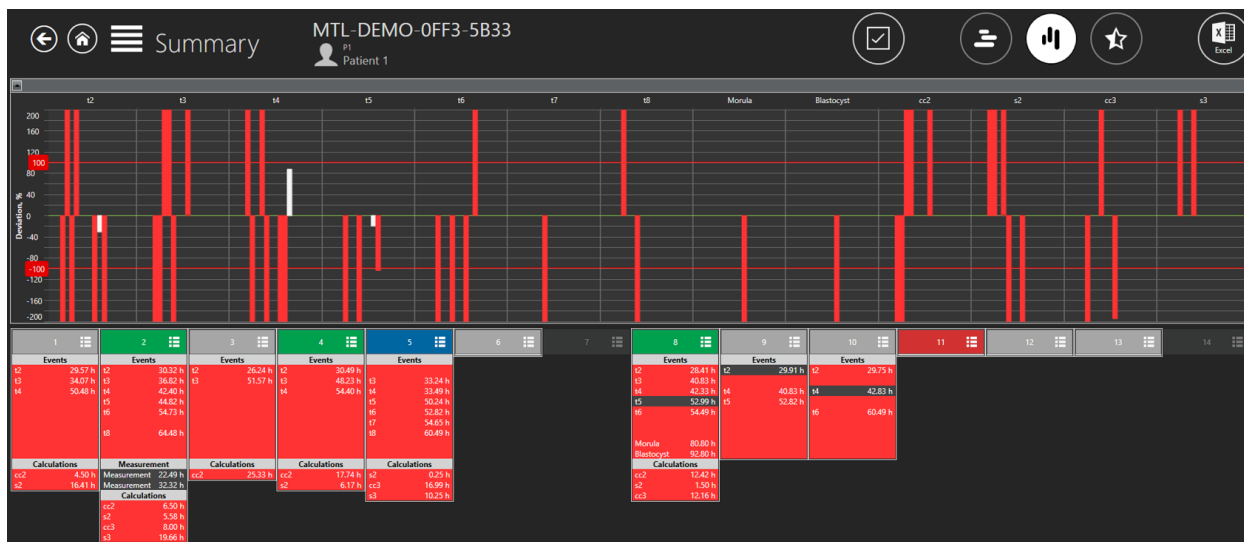 MTL-DEMO-0FF3-5B33
Summary
P1
Patient 1
Excel
t2 t3 t4 t5 t6 t7 t8 Morula Blastocyst cc2 s2 cc3 s3
Deviation, %
200
160
120
100
80
40
0
-40
-80
-100
-120
-160
-200
1
Events
t2 29.57 h
t3 34.07 h
t4 50.48 h
Calculations
cc2 4.50 h
s2 16.41 h
2
Events
t2 30.32 h
t3 36.82 h
t4 42.40 h
t5 44.82 h
t6 54.73 h
t8 64.48 h
Measurement
Measurement 22.49 h
Measurement 32.32 h
Calculations
cc2 6.50 h
s2 5.58 h
cc3 8.00 h
s3 19.66 h
3
Events
t2 26.24 h
t3 51.57 h
Calculations
cc2 25.33 h
4
Events
t2 30.49 h
t3 48.23 h
t4 54.40 h
Calculations
cc2 17.74 h
s2 6.17 h
5
Events
t3 33.24 h
t4 33.49 h
t5 50.24 h
t6 52.82 h
t7 54.65 h
t8 60.49 h
Calculations
s2 0.25 h
cc3 16.99 h
s3 10.25 h
6
7
8
Events
t2 28.41 h
t3 40.83 h
t4 42.33 h
t5 52.99 h
t6 54.49 h
Morula 80.80 h
Blastocyst 92.80 h
Calculations
cc2 12.42 h
s2 1.50 h
cc3 12.16 h
9
Events
t2 29.91 h
t4 40.83 h
t5 52.82 h
10
Events
t2 29.75 h
t4 42.83 h
t6 60.49 h
11
12
13
14